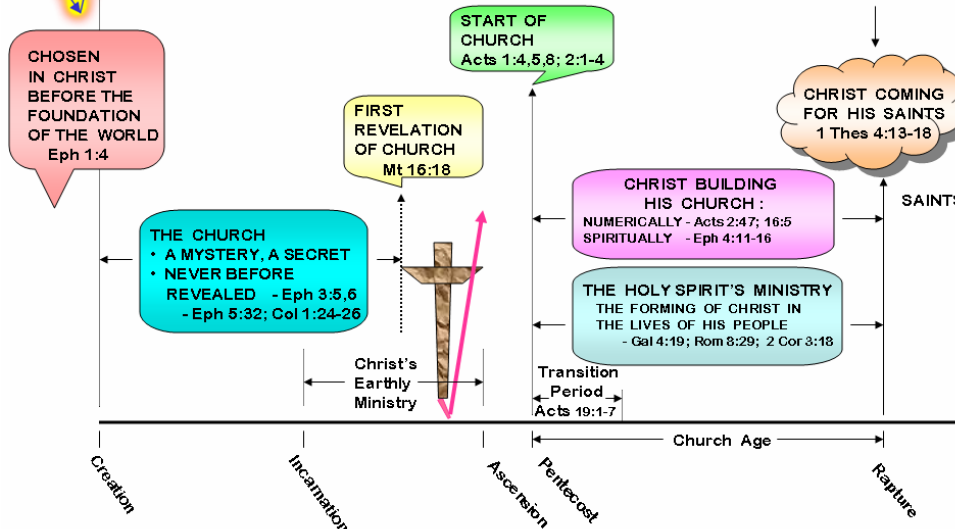 CHOSEN
IN CHRIST
BEFORE THE
FOUNDATION
OF THE WORLD
Eph 1:4
FIRST
REVELATION
OF CHURCH
Mt 16:18
START OF
CHURCH
Acts 1:4,5,8; 2:1-4
CHRIST COMING
FOR HIS SAINTS
1 Thes 4:13-18
THE CHURCH
• A MYSTERY, A SECRET
• NEVER BEFORE
REVEALED - Eph 3:5,6
- Eph 5:32; Col 1:24-26
CHRIST BUILDING
HIS CHURCH :
NUMERICALLY - Acts 2:47; 16:5
SPIRITUALLY - Eph 4:11-16
SAINTS
THE HOLY SPIRIT'S MINISTRY
THE FORMING OF CHRIST IN
THE LIVES OF HIS PEOPLE
- Gal 4:19; Rom 8:29; 2 Cor 3:18
Christ's
Earthly
Ministry
Transition
Period
Acts 19:1-7
Church Age
Creation
Incarnation
Ascension
Pentecost
Rapture